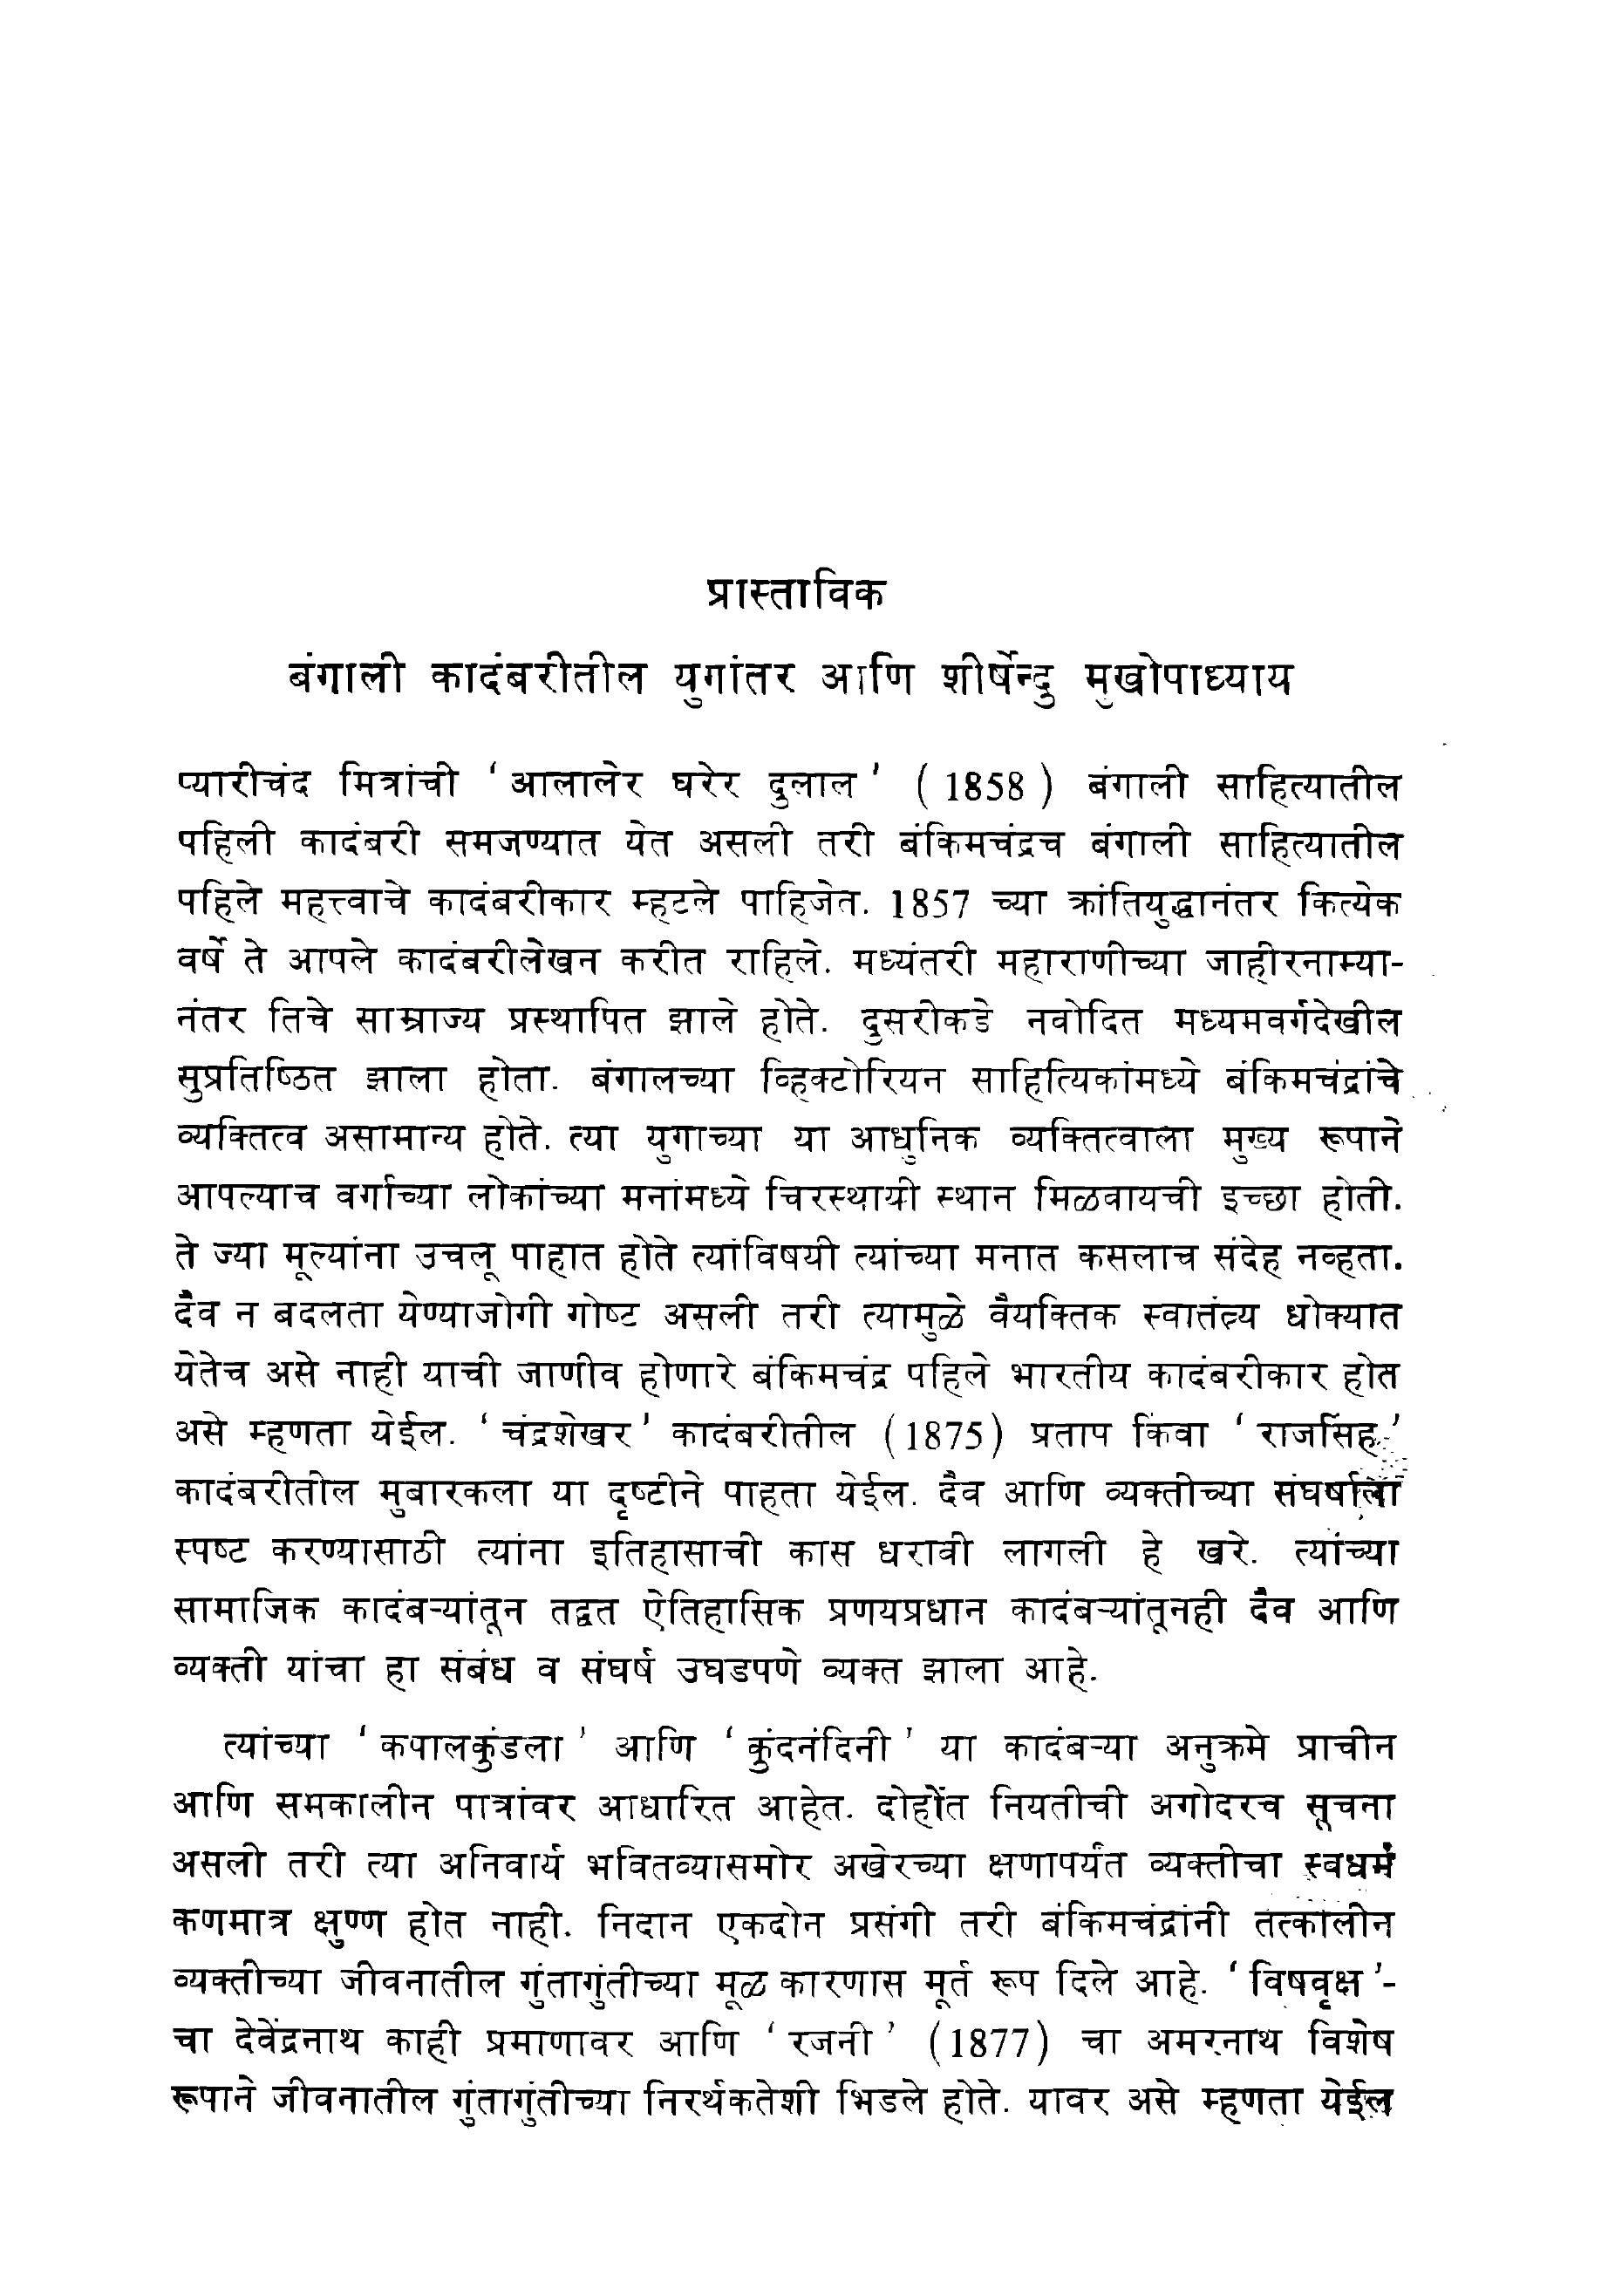 प्रास्ताविक
बंगाली कादंबरीतील युगांतर आणि शीर्षेन्दु मुखोपाध्याय
प्यारीचंद मित्रांची ‘आलालेर घरेर दुलाल’ (1858) बंगाली साहित्यातील
पहिली कादंबरी समजण्यात येत असली तरी बंकिमचंद्रच बंगाली साहित्यातील
पहिले महत्त्वाचे कादंबरीकार म्हटले पाहिजेत. 1857 च्या क्रांतियुद्धानंतर कित्येक
वर्षे ते आपले कादंबरीलेखन करीत राहिले. मध्यंतरी महाराणीच्या जाहीरनाम्या-
नंतर तिचे साम्राज्य प्रस्थापित झाले होते. दुसरीकडे नवोदित मध्यमवर्गदेखील
सुप्रतिष्ठित झाला होता. बंगालच्या व्हिक्टोरियन साहित्यिकांमध्ये बंकिमचंद्रांचे
व्यक्तित्व असामान्य होते. त्या युगाच्या या आधुनिक व्यक्तित्वाला मुख्य रूपाने
आपल्याच वर्गाच्या लोकांच्या मनांमध्ये चिरस्थायी स्थान मिळवायची इच्छा होती.
ते ज्या मूल्यांना उचलू पाहात होते त्यांविषयी त्यांच्या मनात कसलाच संदेह नव्हता.
दैव न बदलता येण्याजोगी गोष्ट असली तरी त्यामुळे वैयक्तिक स्वातंत्र्य धोक्यात
येतेच असे नाही याची जाणीव होणारे बंकिमचंद्र पहिले भारतीय कादंबरीकार होत
असे म्हणता येईल. ‘चंद्रशेखर’ कादंबरीतील (1875) प्रताप किंवा ‘राजसिंह’
कादंबरीतील मुबारकला या दृष्टीने पाहता येईल. दैव आणि व्यक्तीच्या संघर्षाला
स्पष्ट करण्यासाठी त्यांना इतिहासाची कास धरावी लागली हे खरे. त्यांच्या
सामाजिक कादंबऱ्यांतून तद्वत ऐतिहासिक प्रणयप्रधान कादंबऱ्यांतूनही दैव आणि
व्यक्ती यांचा हा संबंध व संघर्ष उघडपणे व्यक्त झाला आहे.
त्यांच्या ‘कपालकुंडला’ आणि ‘कुंदनंदिनी’ या कादंबऱ्या अनुक्रमे प्राचीन
आणि समकालीन पात्रांवर आधारित आहेत. दोहोंत नियतीची अगोदरच सूचना
असली तरी त्या अनिवार्य भवितव्यासमोर अखेरच्या क्षणापर्यंत व्यक्तीचा स्वधर्म
कणमात्र क्षुण्ण होत नाही. निदान एकदोन प्रसंगी तरी बंकिमचंद्रांनी तत्कालीन
व्यक्तीच्या जीवनातील गुंतागुंतीच्या मूळ कारणास मूर्त रूप दिले आहे. ‘विषवृक्ष’-
चा देवेंद्रनाथ काही प्रमाणावर आणि ‘रजनी’ (1877) चा अमरनाथ विशेष
रूपाने जीवनातील गुंतागुंतीच्या निरर्थकतेशी भिडले होते. यावर असे म्हणता येईल